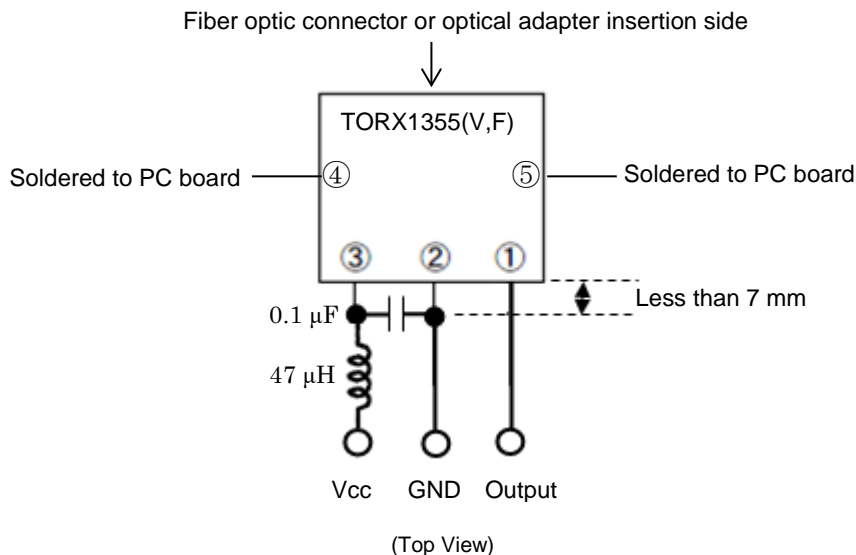 Fiber optic connector or optical adapter insertion side
TORX1355(V,F)
Soldered to PC board
④
⑤
Soldered to PC board
③
②
①
Less than 7 mm
0.1 μF
47 μH
Vcc
GND
Output
(Top View)